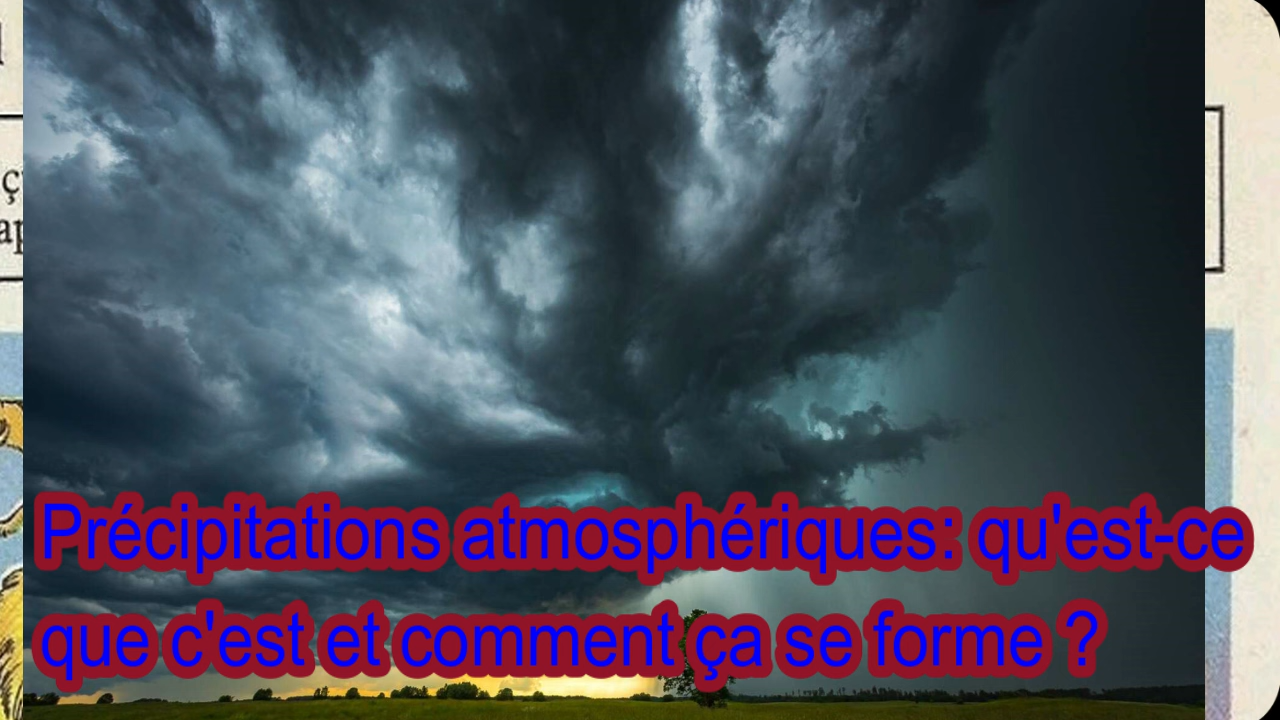 Précipitations atmosphériques: qu'est-ce
que c'est et comment ça se forme ?